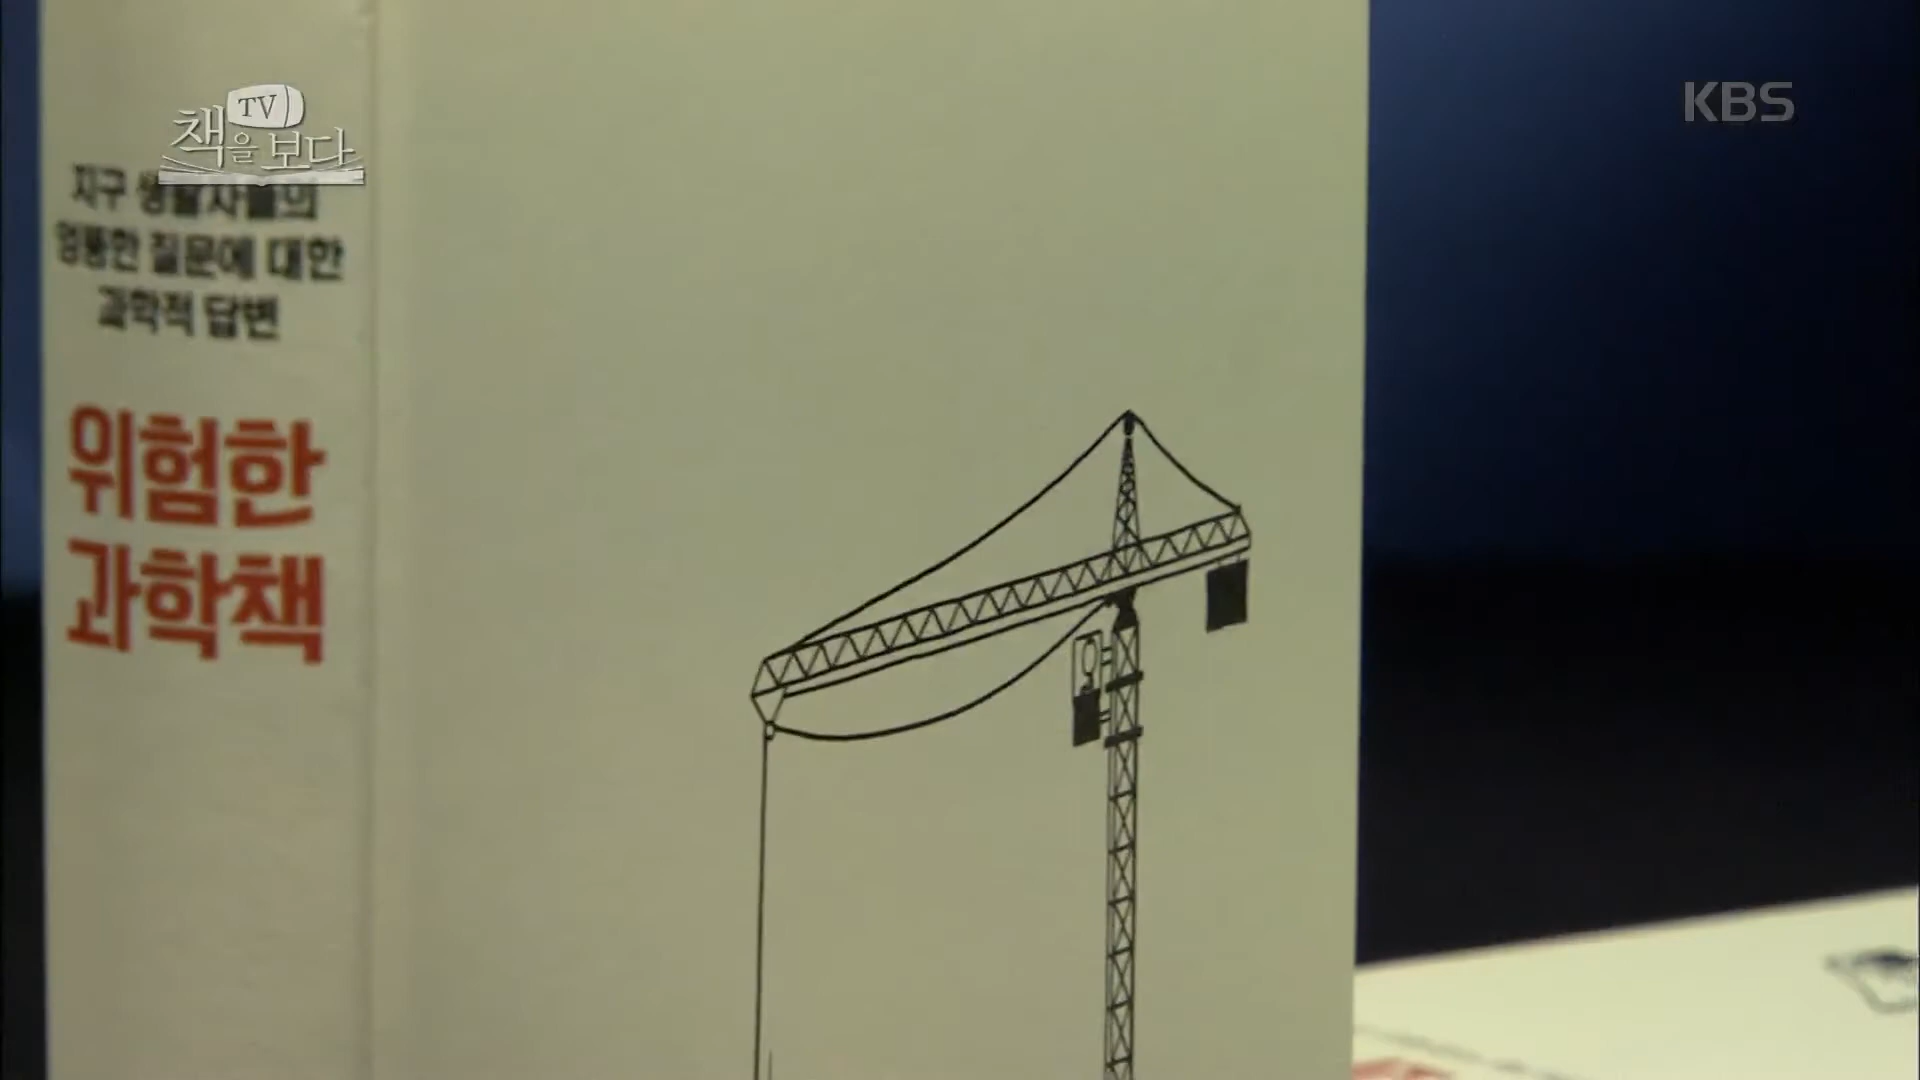 TV
책을 보다
KBS
지구 생활자들의
엉뚱한 질문에 대한
과학적 답변
위험한
과학책